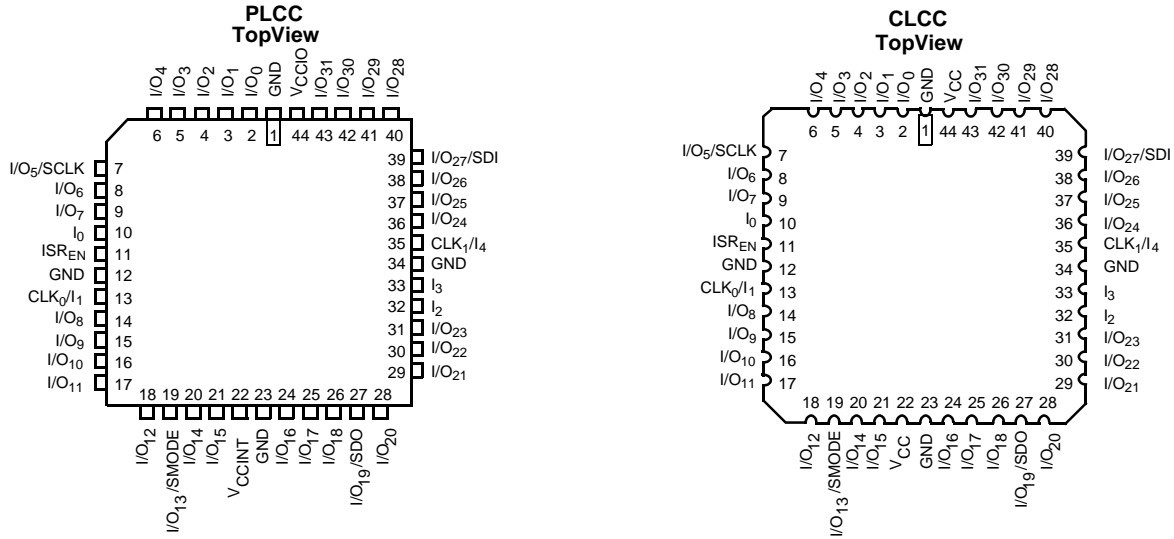 PLCC
TopView
I/O4
I/O3
I/O2
I/O1
I/O0
GND
VCCIO
I/O31
I/O30
I/O29
I/O28
6 5 4 3 2 1 44 43 42 41 40
I/O5/SCLK 7
I/O6 8
I/O7 9
I0 10
ISREN 11
GND 12
CLK0/I1 13
I/O8 14
I/O9 15
I/O10 16
I/O11 17
39 I/O27/SDI
38 I/O26
37 I/O25
36 I/O24
35 CLK1/I4
34 GND
33 I3
32 I2
31 I/O23
30 I/O22
29 I/O21
18 19 20 21 22 23 24 25 26 27 28
I/O12
I/O13/SMODE
I/O14
I/O15
VCCINT
GND
I/O16
I/O17
I/O18
I/O19/SDO
I/O20
CLCC
TopView
I/O4
I/O3
I/O2
I/O1
I/O0
GND
VCC
I/O31
I/O30
I/O29
I/O28
6 5 4 3 2 1 44 43 42 41 40
I/O5/SCLK 7
I/O6 8
I/O7 9
I0 10
ISREN 11
GND 12
CLK0/I1 13
I/O8 14
I/O9 15
I/O10 16
I/O11 17
39 I/O27/SDI
38 I/O26
37 I/O25
36 I/O24
35 CLK1/I4
34 GND
33 I3
32 I2
31 I/O23
30 I/O22
29 I/O21
18 19 20 21 22 23 24 25 26 27 28
I/O12
I/O13/SMODE
I/O14
I/O15
VCC
GND
I/O16
I/O17
I/O18
I/O19/SDO
I/O20